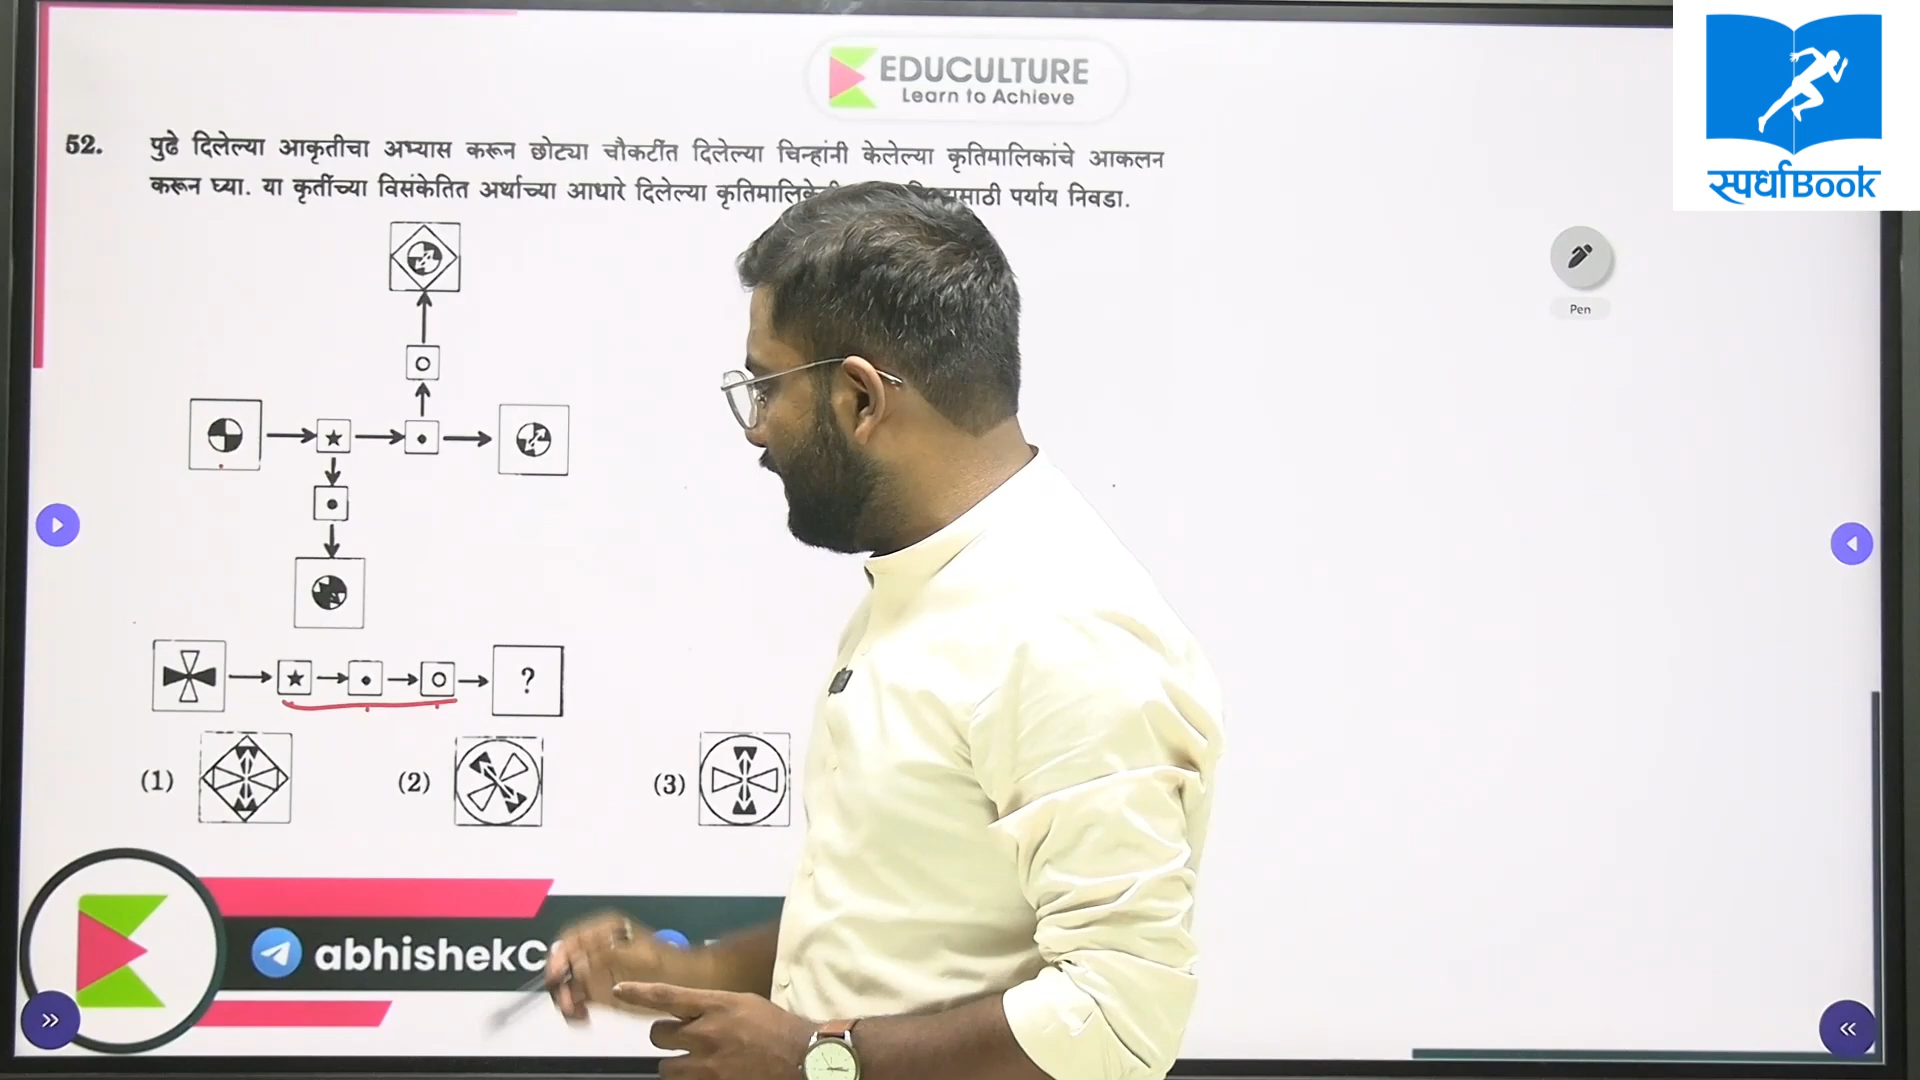 EDUCULTURE
Learn to Achieve
स्पर्धाBook
52. पुढे दिलेल्या आकृतीचा अभ्यास करून छोट्या चौकटींत दिलेल्या चिन्हांनी केलेल्या कृतिमालिकांचे आकलन
करून घ्या. या कृतींच्या विसंकेतित अर्थाच्या आधारे दिलेल्या पर्याय निवडा.
Pen
?
(1) (2) (3)
abhishekC